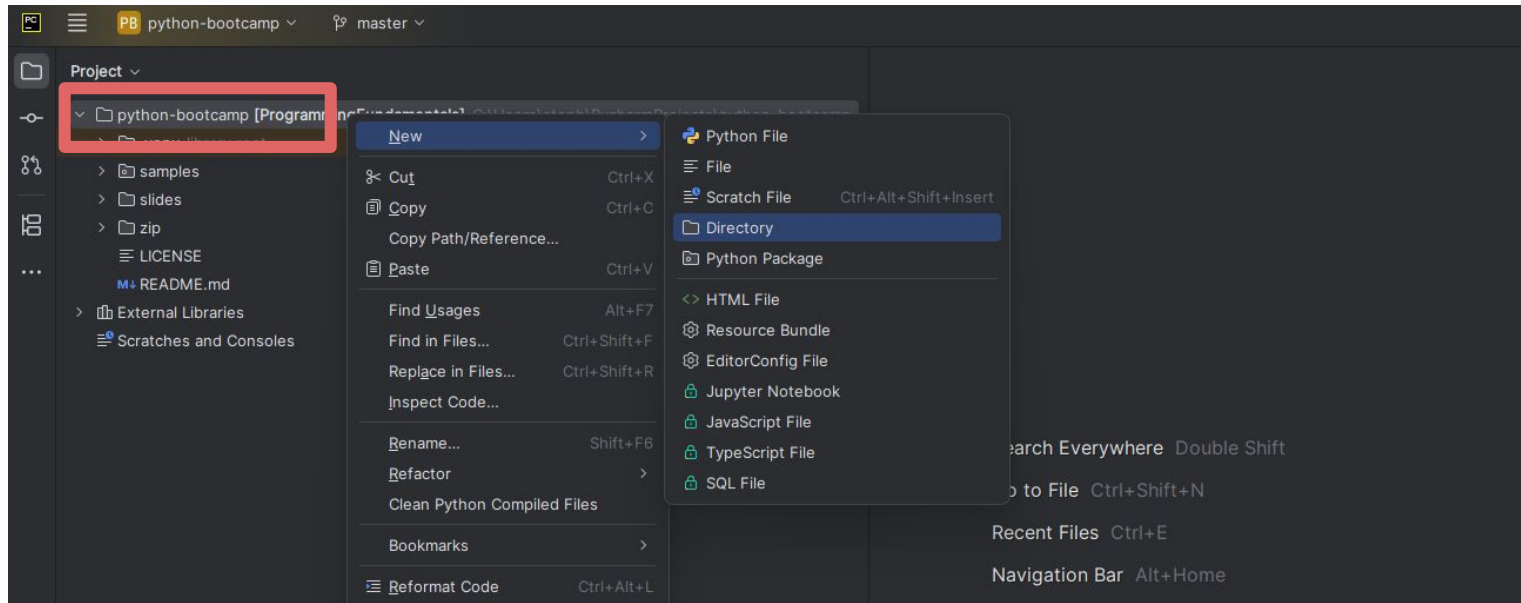 PC
PB python-bootcamp master
Project
python-bootcamp [Programm
samples
slides
zip
LICENSE
M↓ README.md
External Libraries
Scratches and Consoles
New
Cut Ctrl+X
Copy Ctrl+C
Copy Path/Reference...
Paste Ctrl+V
Find Usages Alt+F7
Find in Files... Ctrl+Shift+F
Replace in Files... Ctrl+Shift+R
Inspect Code...
Rename... Shift+F6
Refactor
Clean Python Compiled Files
Bookmarks
Reformat Code Ctrl+Alt+L
Python File
File
Scratch File Ctrl+Alt+Shift+Insert
Directory
Python Package
HTML File
Resource Bundle
EditorConfig File
Jupyter Notebook
JavaScript File
TypeScript File
SQL File
earch Everywhere Double Shift
o to File Ctrl+Shift+N
Recent Files Ctrl+E
Navigation Bar Alt+Home